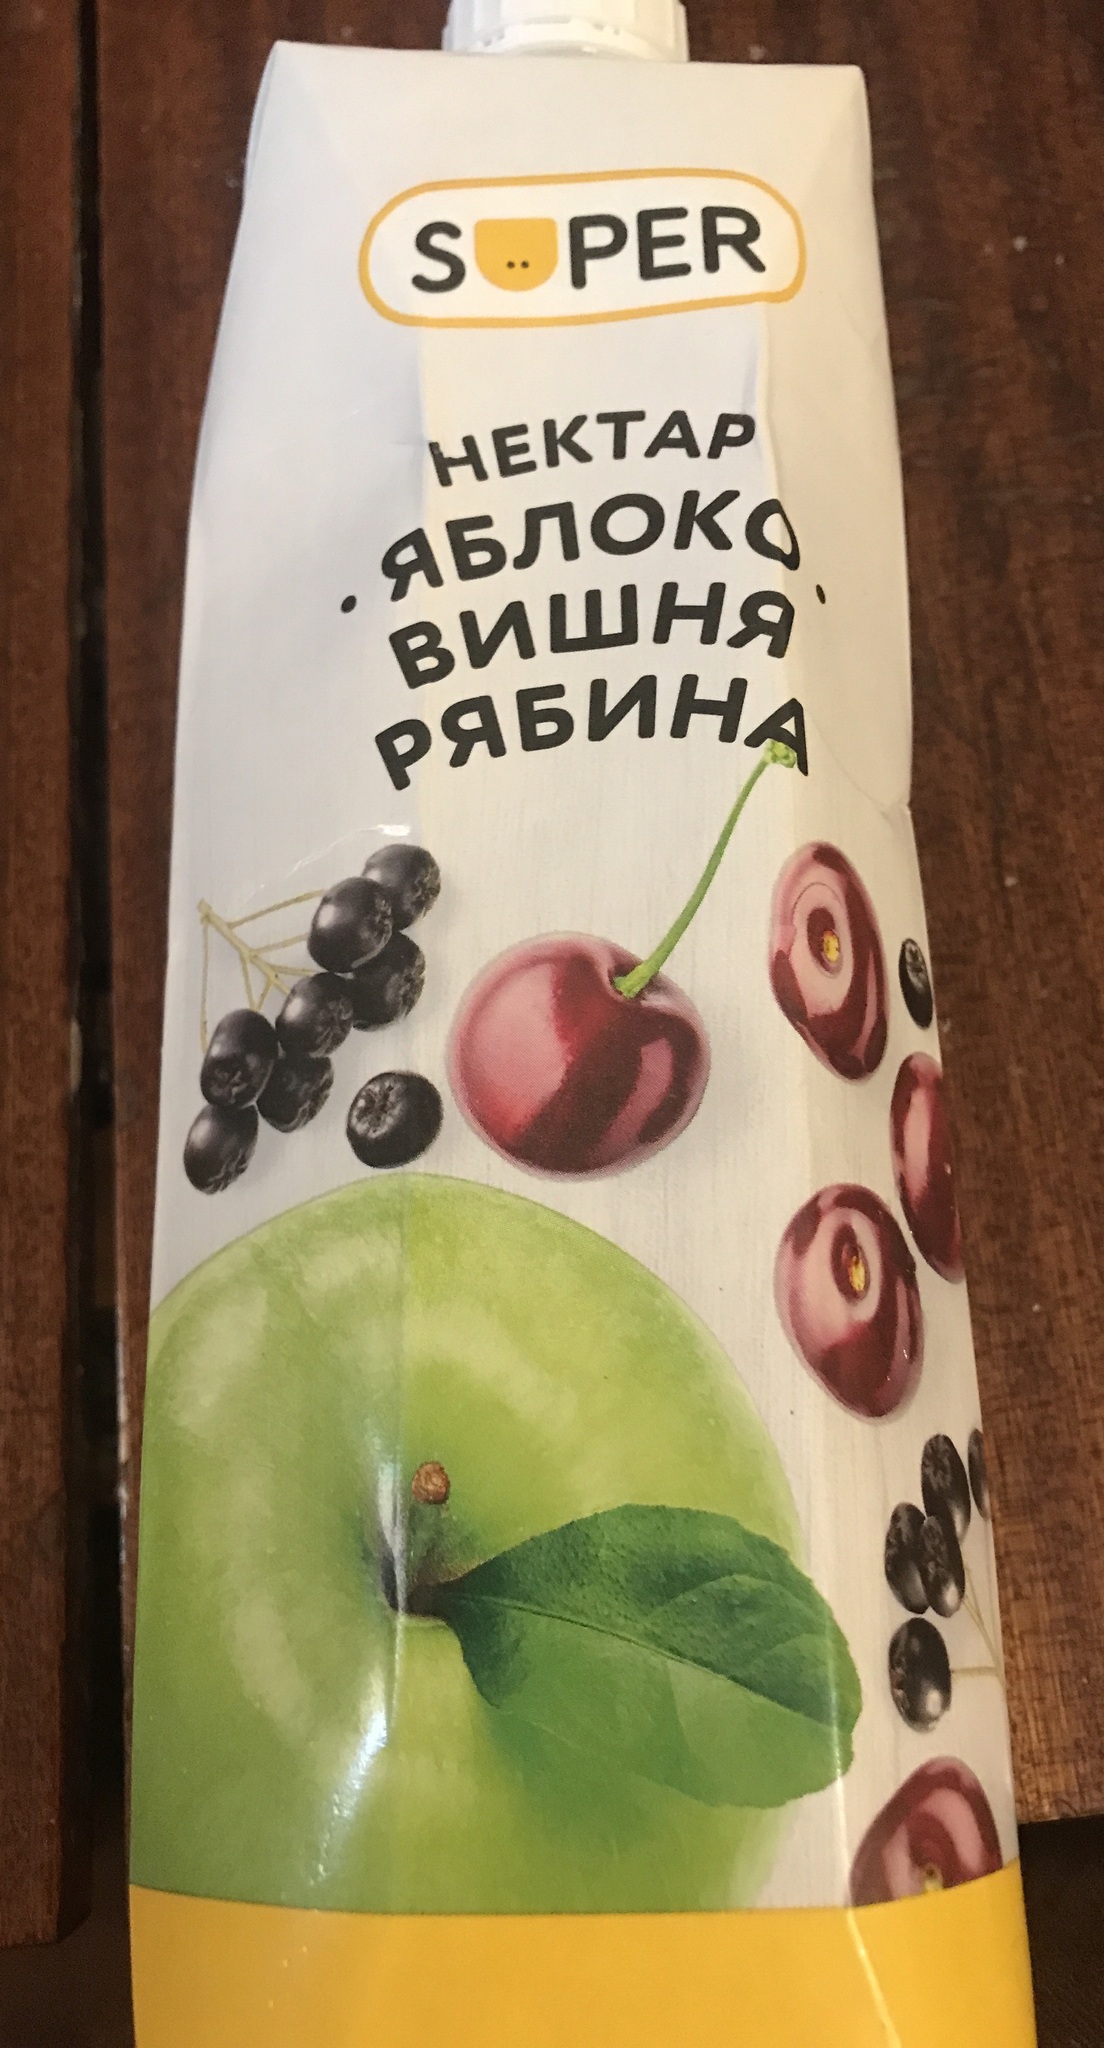 SUPER
НЕКТАР
• ЯБЛОКО •
ВИШНЯ
РЯБИНА